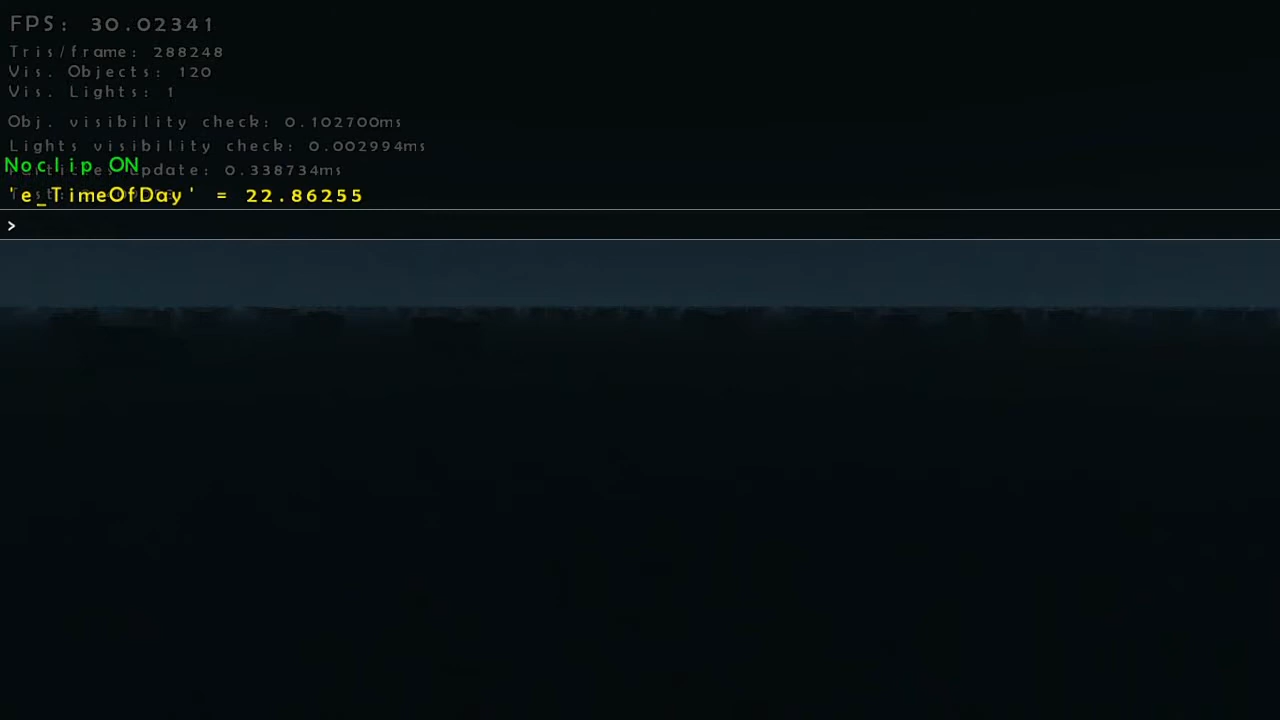 FPS: 30.02341
Tris/frame: 288248
Vis. Objects: 120
Vis. Lights: 1
Obj. visibility check: 0.102700ms
Lights visibility check: 0.002994ms
Noclip ON
update: 0.338734ms
'e_TimeOfDay' = 22.86255
>